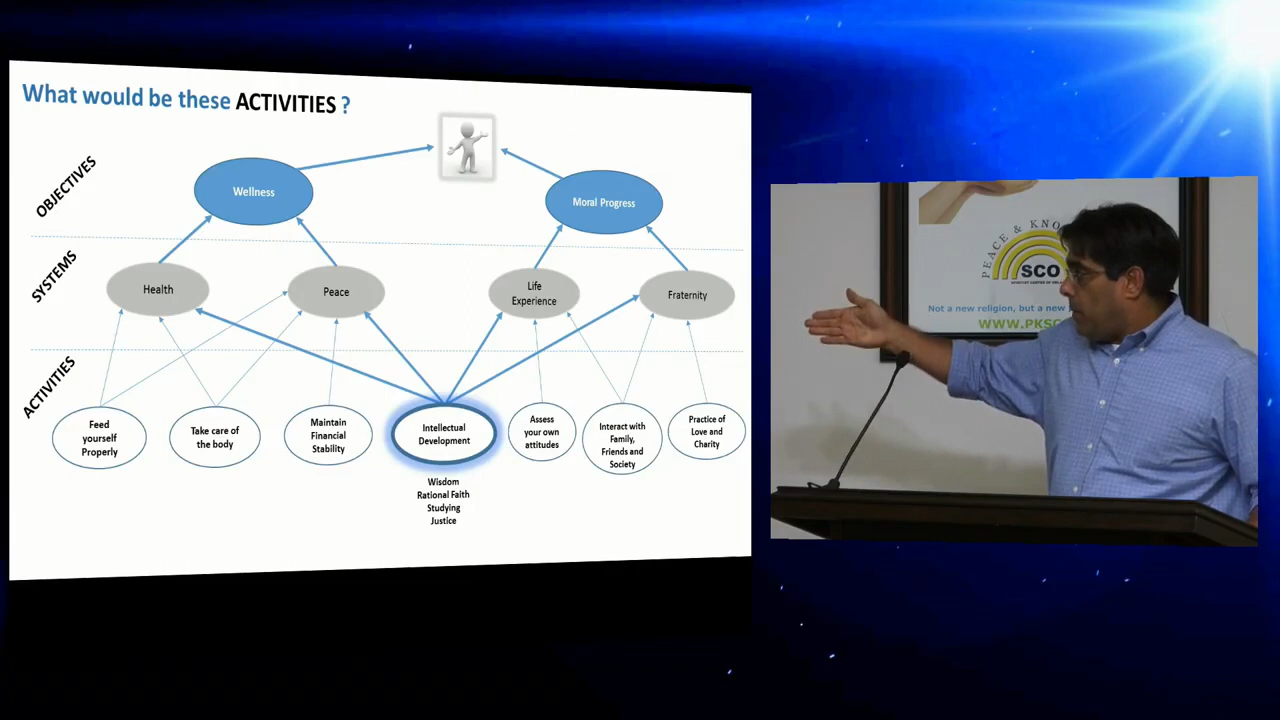 What would be these ACTIVITIES ?
OBJECTIVES
Wellness
Moral Progress
SYSTEMS
Health
Peace
Life
Experience
Fraternity
ACTIVITIES
Feed
yourself
Properly
Take care of
the body
Maintain
Financial
Stability
Intellectual
Development
Assess
your own
attitudes
Interact with
Family,
Friends and
Society
Practice of
Love and
Charity
Wisdom
Rational Faith
Studying
Justice
PEACE & KNO
SCO
Not a new religion, but a new
WWW.PKSC